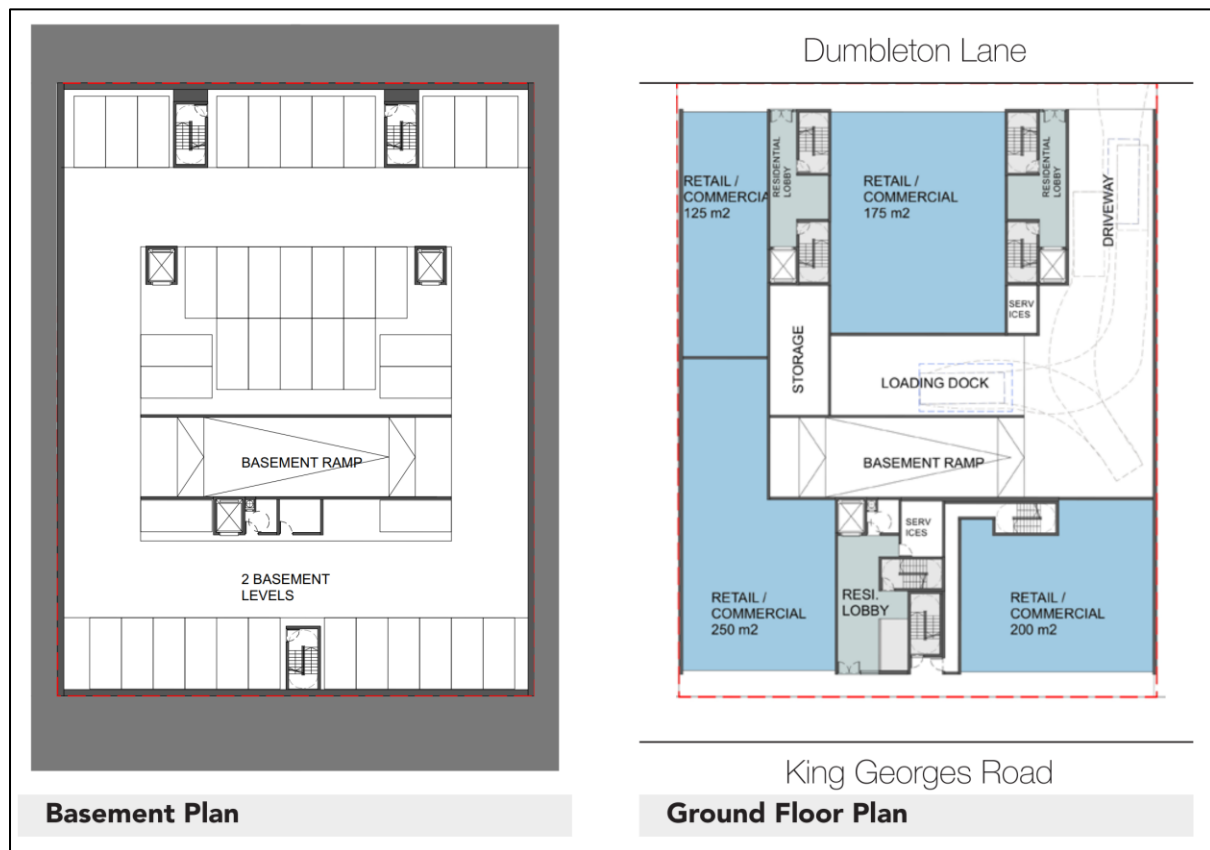 BASEMENT RAMP
2 BASEMENT
LEVELS
Basement Plan
Dumbleton Lane
RETAIL /
COMMERCIA
125 m2
RESIDENTIAL
LOBBY
RETAIL /
COMMERCIAL
175 m2
RESIDENTIAL
LOBBY
DRIVEWAY
SERV
ICES
STORAGE
LOADING DOCK
BASEMENT RAMP
SERV
ICES
RETAIL /
COMMERCIAL
250 m2
RESI.
LOBBY
RETAIL /
COMMERCIAL
200 m2
King Georges Road
Ground Floor Plan